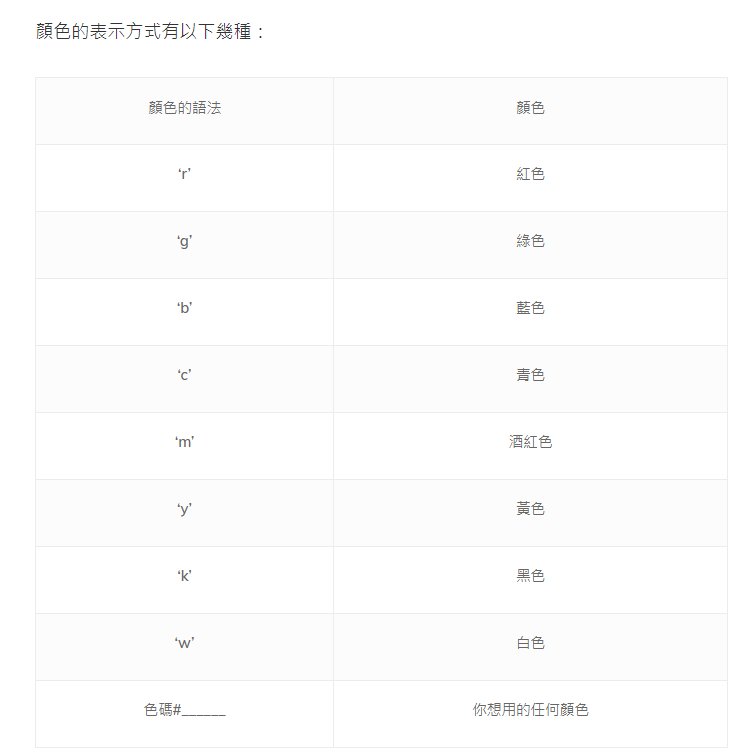 顏色的表示方式有以下幾種：
顏色的語法 顏色
‘r’ 紅色
‘g’ 綠色
‘b’ 藍色
‘c’ 青色
‘m’ 酒紅色
‘y’ 黃色
‘k’ 黑色
‘w’ 白色
色碼#______ 你想用的任何顏色